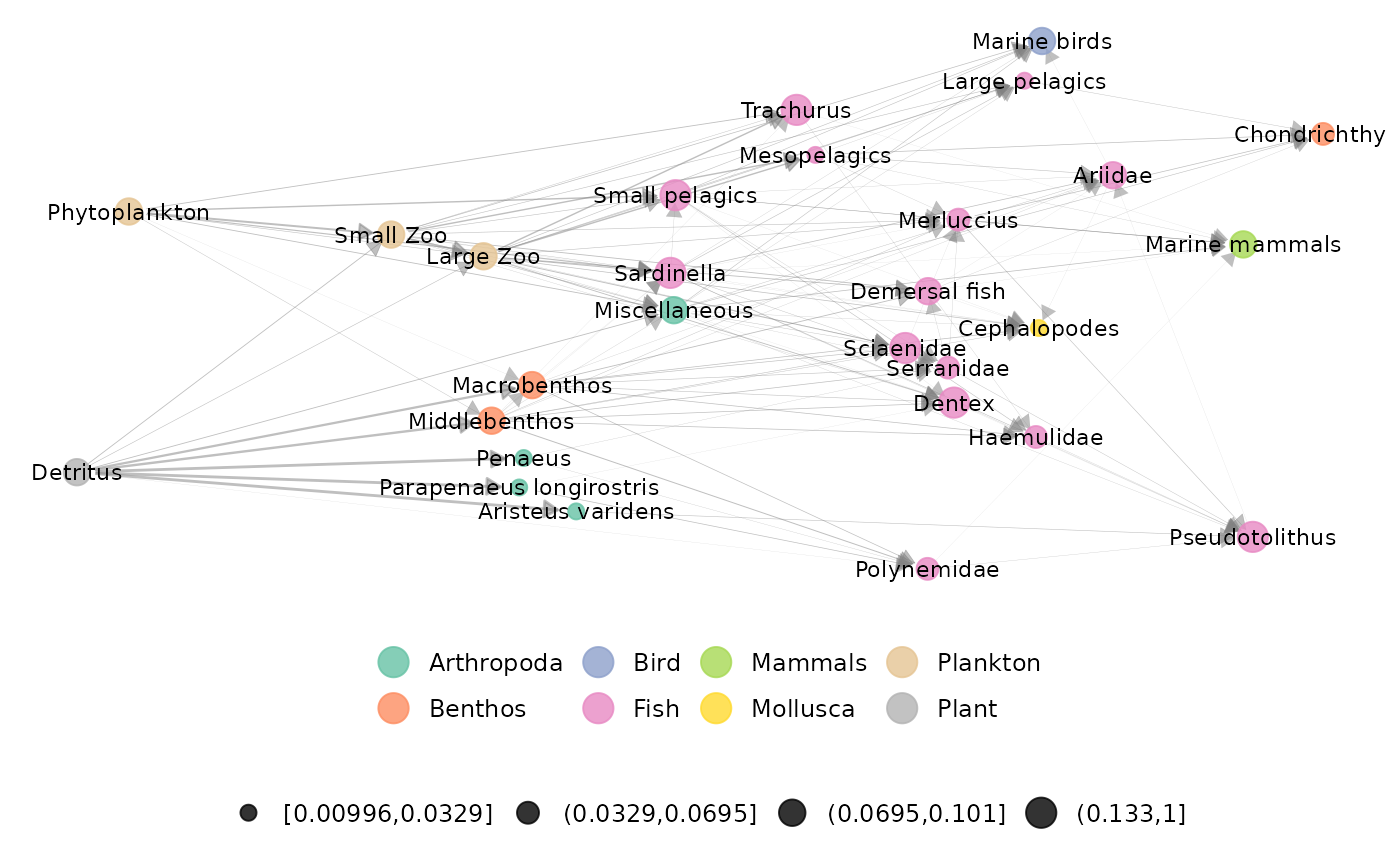 Marine birds
Large pelagics
Trachurus
Chondrichthy
Mesopelagics
Ariidae
Small pelagics
Phytoplankton
Merluccius
Small Zoo
Marine mammals
Large Zoo
Sardinella
Demersal fish
Miscellaneous
Cephalopodes
Sciaenidae
Serranidae
Macrobenthos
Dentex
Middlebenthos
Haemulidae
Penaeus
Detritus
Parapenaeus longirostris
Aristeus varidens
Pseudotolithus
Polynemidae
Arthropoda Bird Mammals Plankton
Benthos Fish Mollusca Plant
[0.00996,0.0329] (0.0329,0.0695] (0.0695,0.101] (0.133,1]